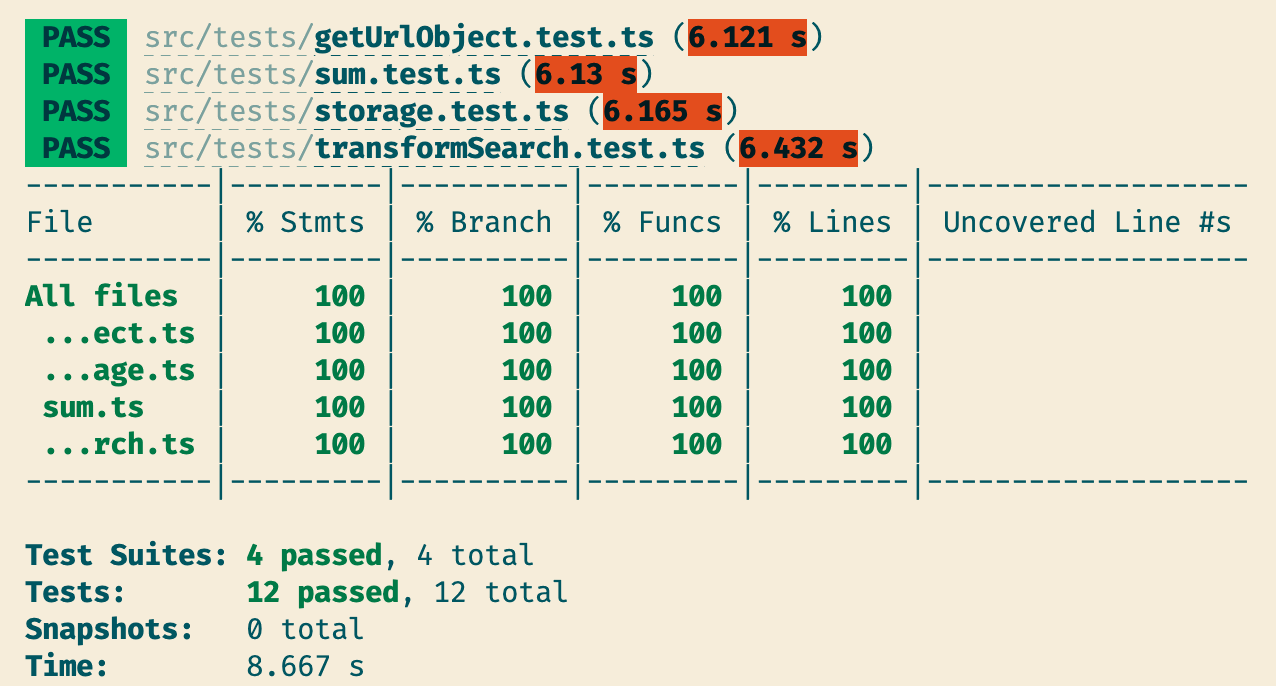 PASS src/tests/getUrlObject.test.ts (6.121 s)
PASS src/tests/sum.test.ts (6.13 s)
PASS src/tests/storage.test.ts (6.165 s)
PASS src/tests/transformSearch.test.ts (6.432 s)
-----------|---------|----------|---------|---------|-------------------
File       | % Stmts | % Branch | % Funcs | % Lines | Uncovered Line #s
-----------|---------|----------|---------|---------|-------------------
All files  |     100 |      100 |     100 |     100 |
 ...ect.ts |     100 |      100 |     100 |     100 |
 ...age.ts |     100 |      100 |     100 |     100 |
 sum.ts    |     100 |      100 |     100 |     100 |
 ...rch.ts |     100 |      100 |     100 |     100 |
-----------|---------|----------|---------|---------|-------------------
Test Suites: 4 passed, 4 total
Tests:       12 passed, 12 total
Snapshots:   0 total
Time:        8.667 s